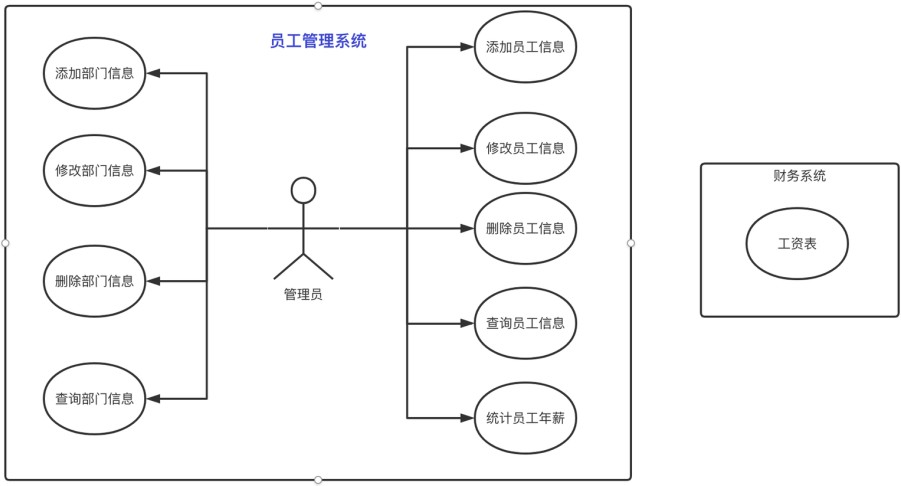 员工管理系统
添加部门信息
修改部门信息
删除部门信息
查询部门信息
管理员
添加员工信息
修改员工信息
删除员工信息
查询员工信息
统计员工年薪
财务系统
工资表